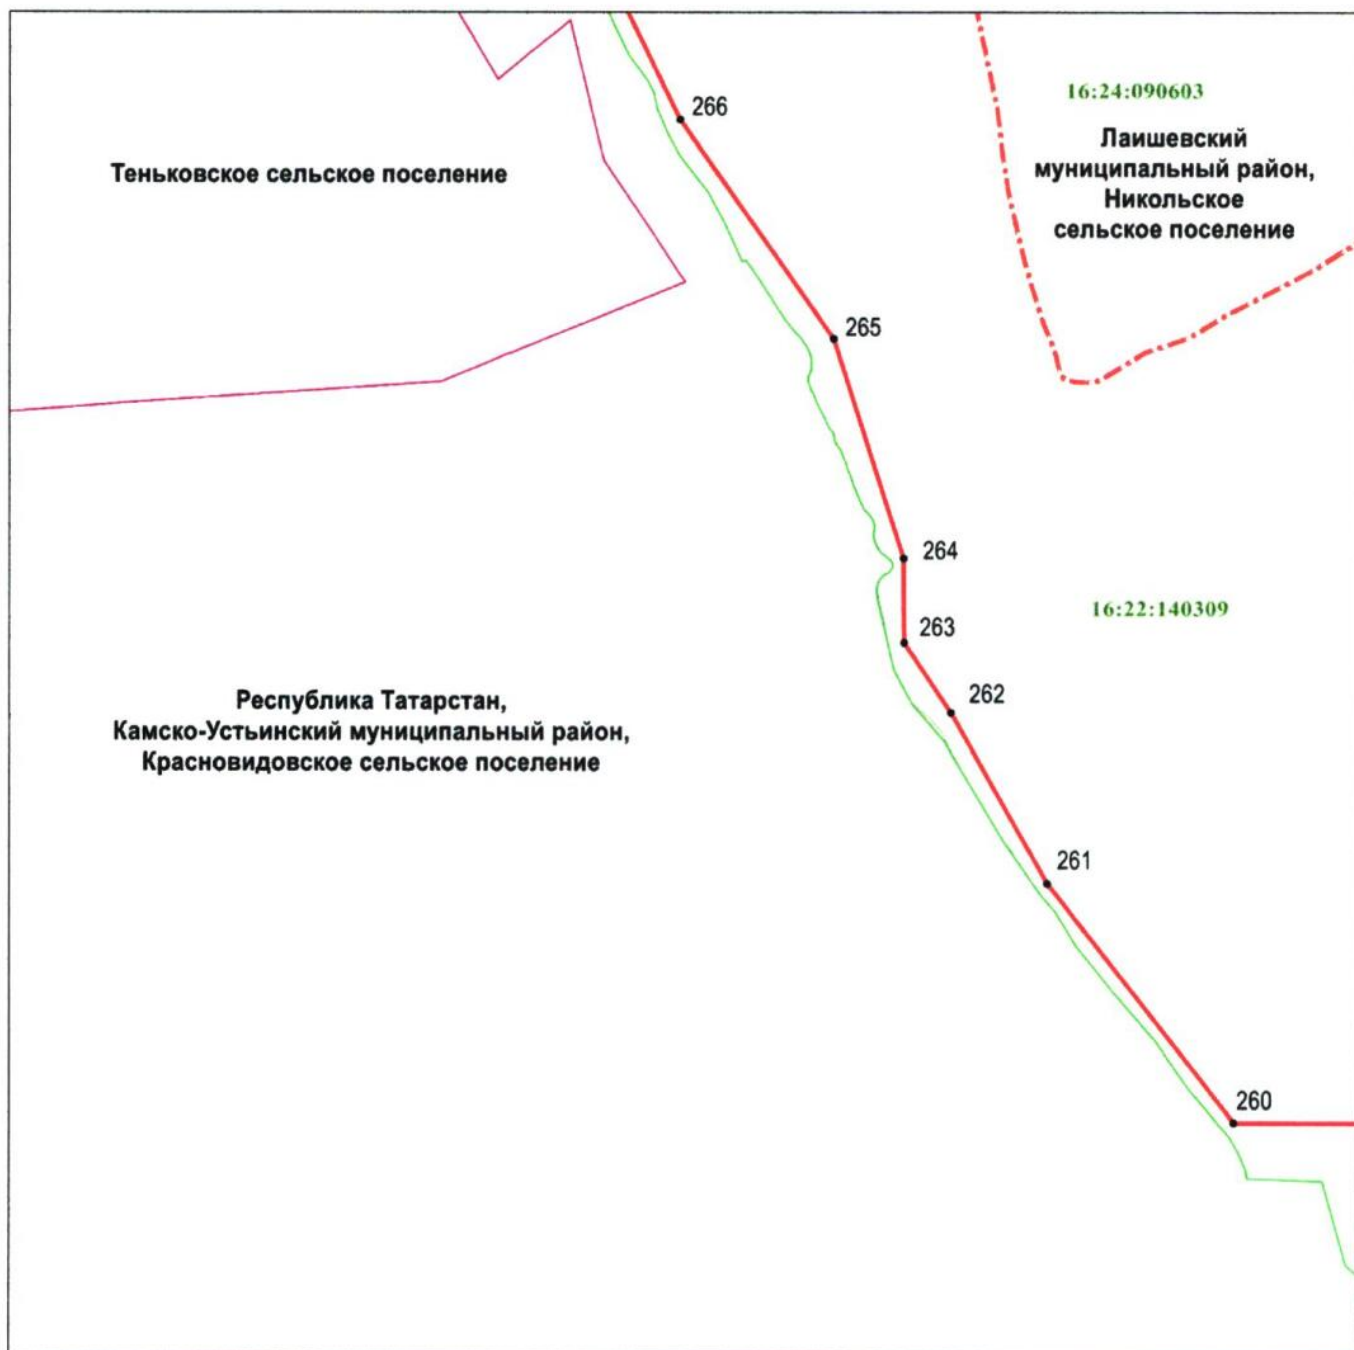 266
16:24:090603
Лаишевский
муниципальный район,
Никольское
сельское поселение
Теньковское сельское поселение
265
264
16:22:140309
263
262
Республика Татарстан,
Камско-Устьинский муниципальный район,
Красновидовское сельское поселение
261
260